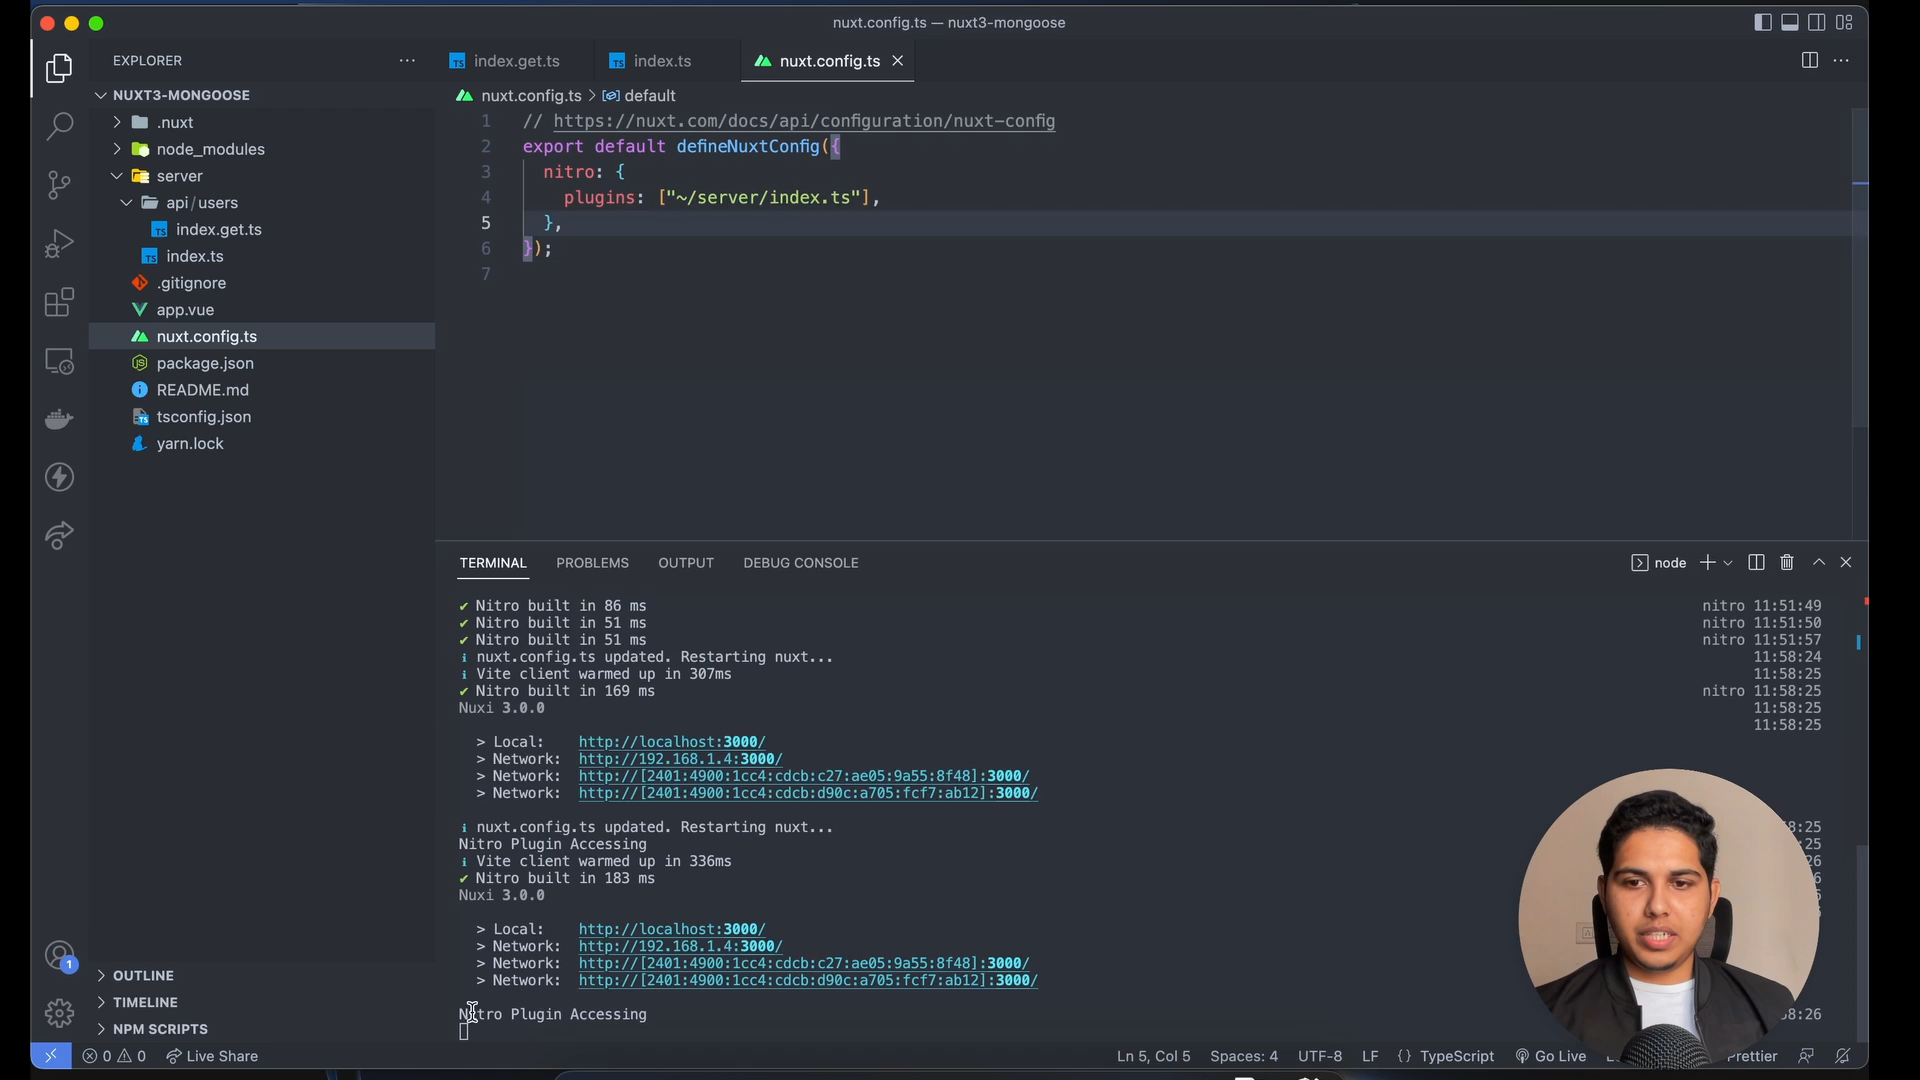 nuxt.config.ts — nuxt3-mongoose
EXPLORER
NUXT3-MONGOOSE
.nuxt
node_modules
server
api/users
index.get.ts
index.ts
.gitignore
app.vue
nuxt.config.ts
package.json
README.md
tsconfig.json
yarn.lock
OUTLINE
TIMELINE
NPM SCRIPTS
index.get.ts
index.ts
nuxt.config.ts
nuxt.config.ts > default
1 // https://nuxt.com/docs/api/configuration/nuxt-config
2 export default defineNuxtConfig({
3 nitro: {
4 plugins: ["~/server/index.ts"],
5 },
6 });
7
TERMINAL PROBLEMS OUTPUT DEBUG CONSOLE
node
✔ Nitro built in 86 ms nitro 11:51:49
✔ Nitro built in 51 ms nitro 11:51:50
✔ Nitro built in 51 ms nitro 11:51:57
ℹ nuxt.config.ts updated. Restarting nuxt... 11:58:24
ℹ Vite client warmed up in 307ms 11:58:25
✔ Nitro built in 169 ms nitro 11:58:25
Nuxi 3.0.0 11:58:25
11:58:25
> Local: http://localhost:3000/
> Network: http://192.168.1.4:3000/
> Network: http://[2401:4900:1cc4:cdcb:c27:ae05:9a55:8f48]:3000/
> Network: http://[2401:4900:1cc4:cdcb:d90c:a705:fcf7:ab12]:3000/
ℹ nuxt.config.ts updated. Restarting nuxt... 8:25
Nitro Plugin Accessing 25
ℹ Vite client warmed up in 336ms 26
✔ Nitro built in 183 ms 6
Nuxi 3.0.0
> Local: http://localhost:3000/
> Network: http://192.168.1.4:3000/
> Network: http://[2401:4900:1cc4:cdcb:c27:ae05:9a55:8f48]:3000/
> Network: http://[2401:4900:1cc4:cdcb:d90c:a705:fcf7:ab12]:3000/
Nitro Plugin Accessing 8:26
1
0 0 Live Share
Ln 5, Col 5 Spaces: 4 UTF-8 LF {} TypeScript Go Live Prettier